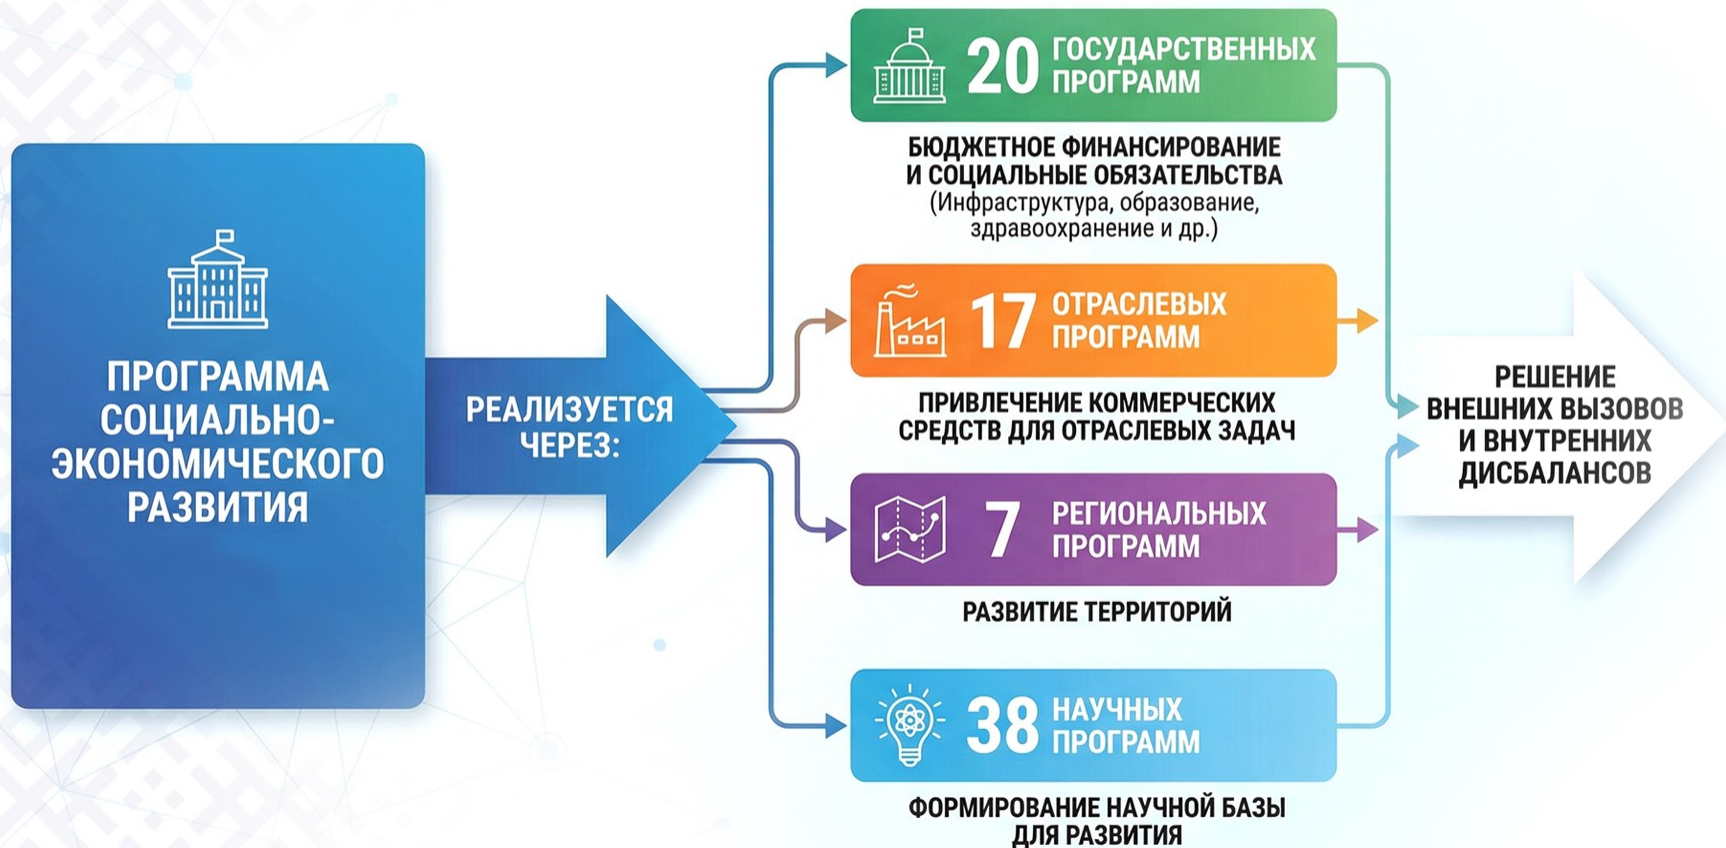 ПРОГРАММА
СОЦИАЛЬНО-
ЭКОНОМИЧЕСКОГО
РАЗВИТИЯ
РЕАЛИЗУЕТСЯ
ЧЕРЕЗ:
20 ГОСУДАРСТВЕННЫХ
ПРОГРАММ
БЮДЖЕТНОЕ ФИНАНСИРОВАНИЕ
И СОЦИАЛЬНЫЕ ОБЯЗАТЕЛЬСТВА
(Инфраструктура, образование,
здравоохранение и др.)
17 ОТРАСЛЕВЫХ
ПРОГРАММ
ПРИВЛЕЧЕНИЕ КОММЕРЧЕСКИХ
СРЕДСТВ ДЛЯ ОТРАСЛЕВЫХ ЗАДАЧ
7 РЕГИОНАЛЬНЫХ
ПРОГРАММ
РАЗВИТИЕ ТЕРРИТОРИЙ
38 НАУЧНЫХ
ПРОГРАММ
ФОРМИРОВАНИЕ НАУЧНОЙ БАЗЫ
ДЛЯ РАЗВИТИЯ
РЕШЕНИЕ
ВНЕШНИХ ВЫЗОВОВ
И ВНУТРЕННИХ
ДИСБАЛАНСОВ